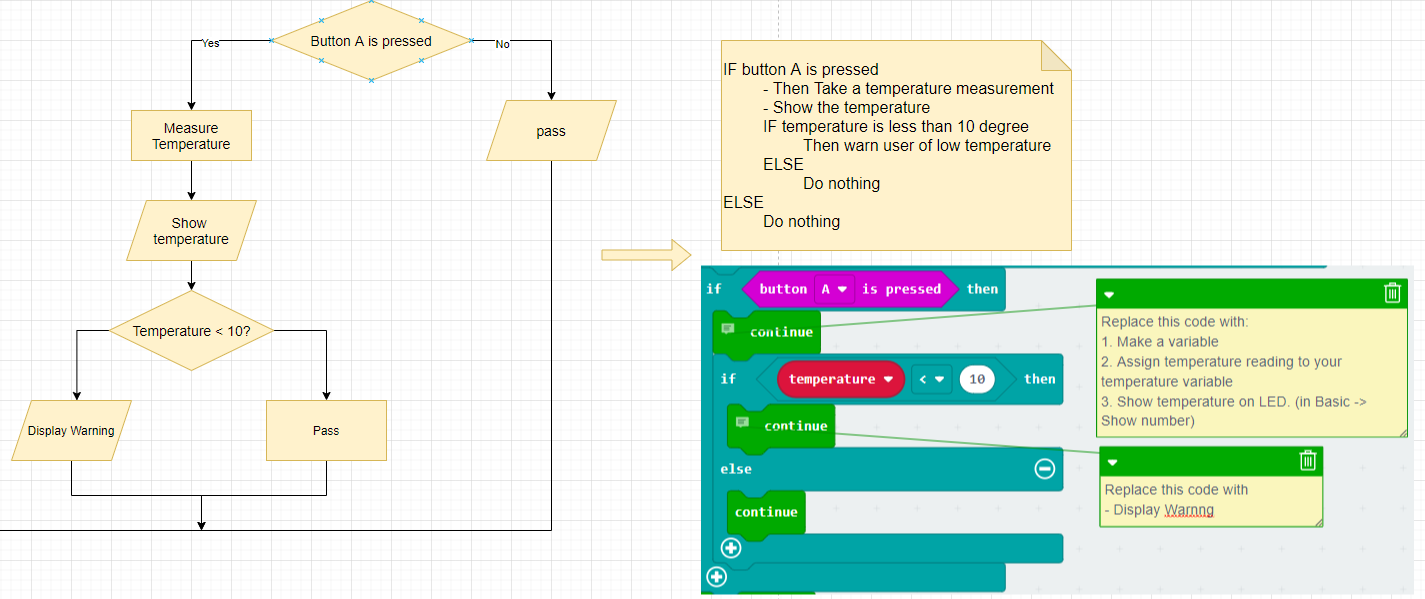 Button A is pressed
Yes
No
Measure
Temperature
pass
Show
temperature
Temperature < 10?
Display Warning
Pass
IF button A is pressed
- Then Take a temperature measurement
- Show the temperature
IF temperature is less than 10 degree
Then warn user of low temperature
ELSE
Do nothing
ELSE
Do nothing
if button A is pressed then
continue
if temperature < 10 then
continue
else
continue
Replace this code with:
1. Make a variable
2. Assign temperature reading to your
temperature variable
3. Show temperature on LED. (in Basic ->
Show number)
Replace this code with
- Display Warnng